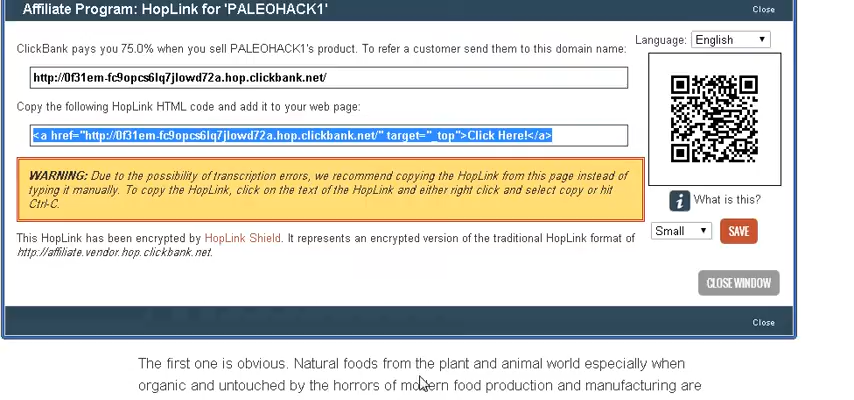 Affiliate Program: HopLink for 'PALEOHACK1'
Close
ClickBank pays you 75.0% when you sell PALEOHACK1's product. To refer a customer send them to this domain name:
Language: English
http://0f31em-fc9opcs6lq7jlowd72a.hop.clickbank.net/
Copy the following HopLink HTML code and add it to your web page:
<a href="http://0f31em-fc9opcs6lq7jlowd72a.hop.clickbank.net/" target="_top">Click Here!</a>
WARNING: Due to the possibility of transcription errors, we recommend copying the HopLink from this page instead of
typing it manually. To copy the HopLink, click on the text of the HopLink and either right click and select copy or hit
Ctrl-C.
What is this?
This HopLink has been encrypted by HopLink Shield. It represents an encrypted version of the traditional HopLink format of
http://affiliate.vendor.hop.clickbank.net.
Small
SAVE
CLOSE WINDOW
Close
The first one is obvious. Natural foods from the plant and animal world especially when
organic and untouched by the horrors of modern food production and manufacturing are